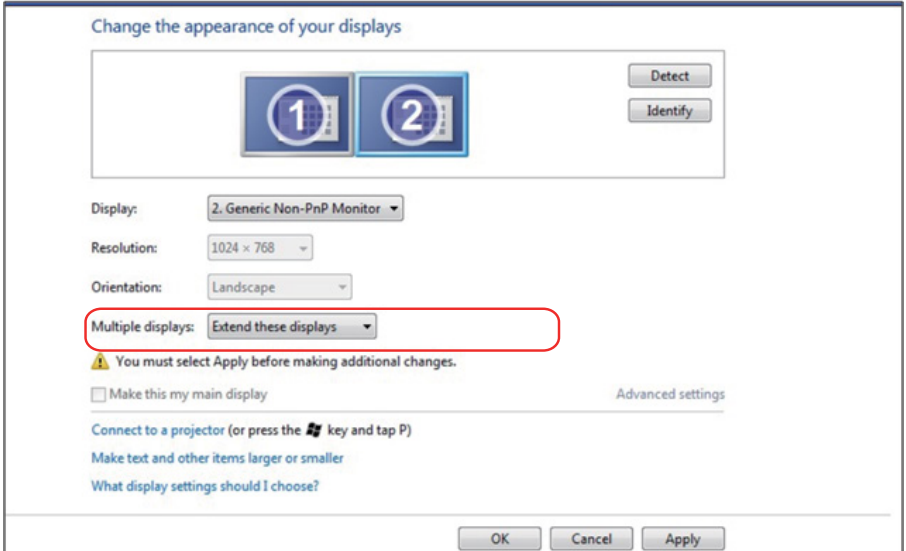 Change the appearance of your displays
1 2
Detect
Identify
Display: 2. Generic Non-PnP Monitor
Resolution: 1024 × 768
Orientation: Landscape
Multiple displays: Extend these displays
You must select Apply before making additional changes.
Make this my main display Advanced settings
Connect to a projector (or press the key and tap P)
Make text and other items larger or smaller
What display settings should I choose?
OK Cancel Apply